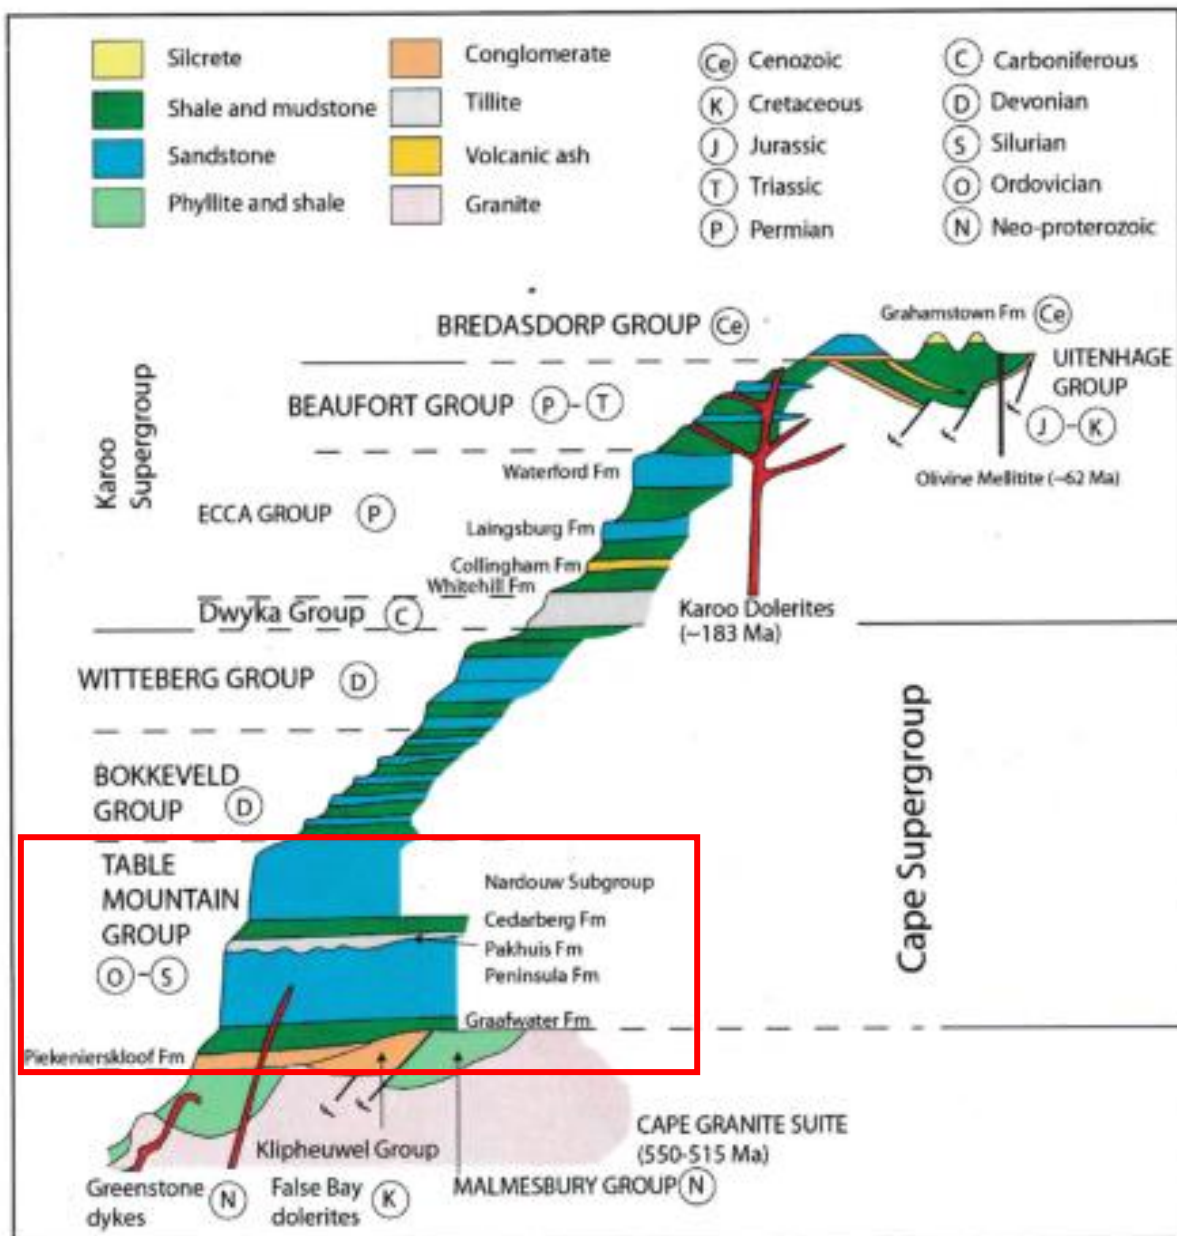 Silcrete
Shale and mudstone
Sandstone
Phyllite and shale
Conglomerate
Tillite
Volcanic ash
Granite
Ce Cenozoic
K Cretaceous
J Jurassic
T Triassic
P Permian
C Carboniferous
D Devonian
S Silurian
O Ordovician
N Neo-proterozoic
Grahamstown Fm Ce
BREDASDORP GROUP Ce
UITENHAGE
GROUP
J-K
Karoo
Supergroup
BEAUFORT GROUP P-T
Waterford Fm
Olivine Mellitite (~62 Ma)
ECCA GROUP P
Laingsburg Fm
Collingham Fm
Whitehill Fm
Dwyka Group C
Karoo Dolerites
(~183 Ma)
WITTEBERG GROUP D
Cape Supergroup
BOKKEVELD
GROUP D
TABLE
MOUNTAIN
GROUP
O-S
Nardouw Subgroup
Cedarberg Fm
Pakhuis Fm
Peninsula Fm
Graafwater Fm
Piekenierskloof Fm
Klipheuwel Group
CAPE GRANITE SUITE
(550-515 Ma)
Greenstone
dykes N
False Bay
dolerites K
MALMESBURY GROUP N